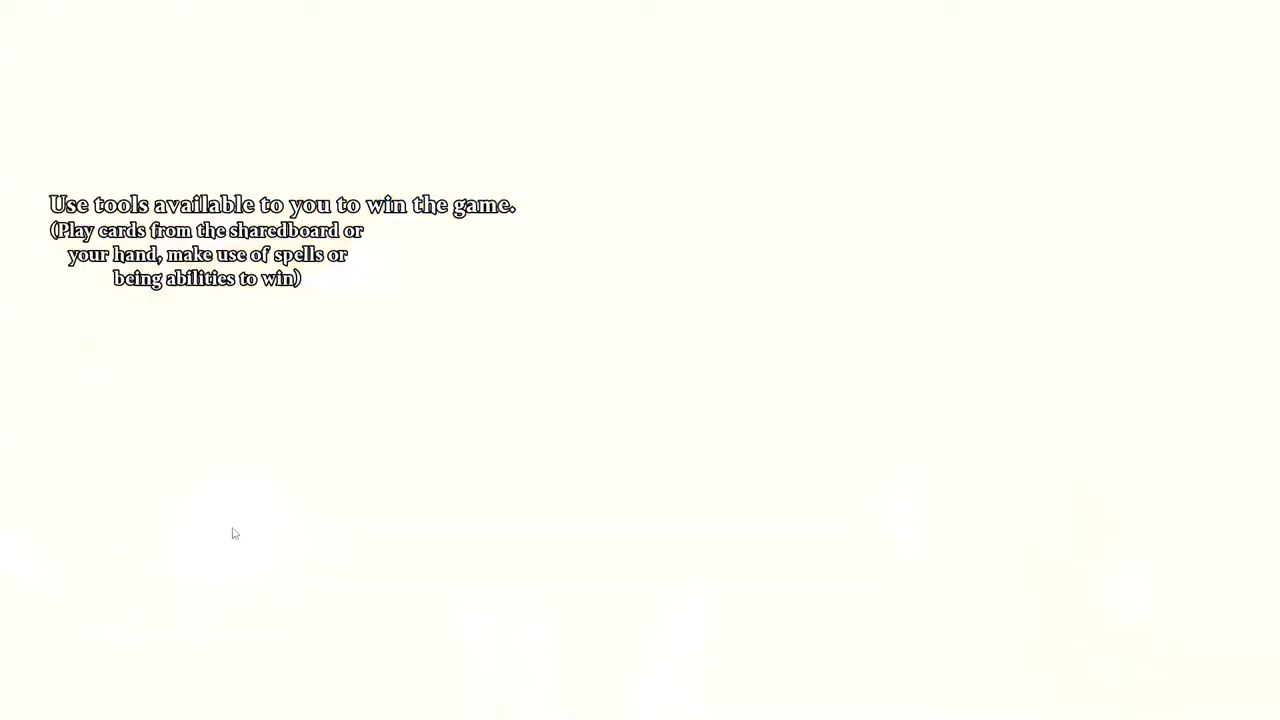 Use tools available to you to win the game.
(Play cards from the sharedboard or
your hand, make use of spells or
being abilities to win)